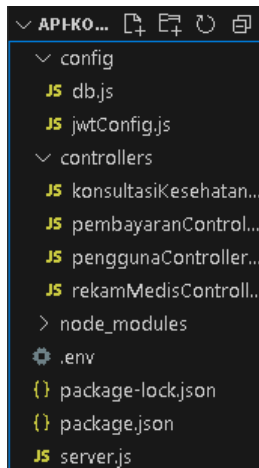 API-KO...
config
JS db.js
JS jwtConfig.js
controllers
JS konsultasiKesehatan...
JS pembayaranControl...
JS penggunaController...
JS rekamMedisControll...
node_modules
.env
{} package-lock.json
{} package.json
JS server.js